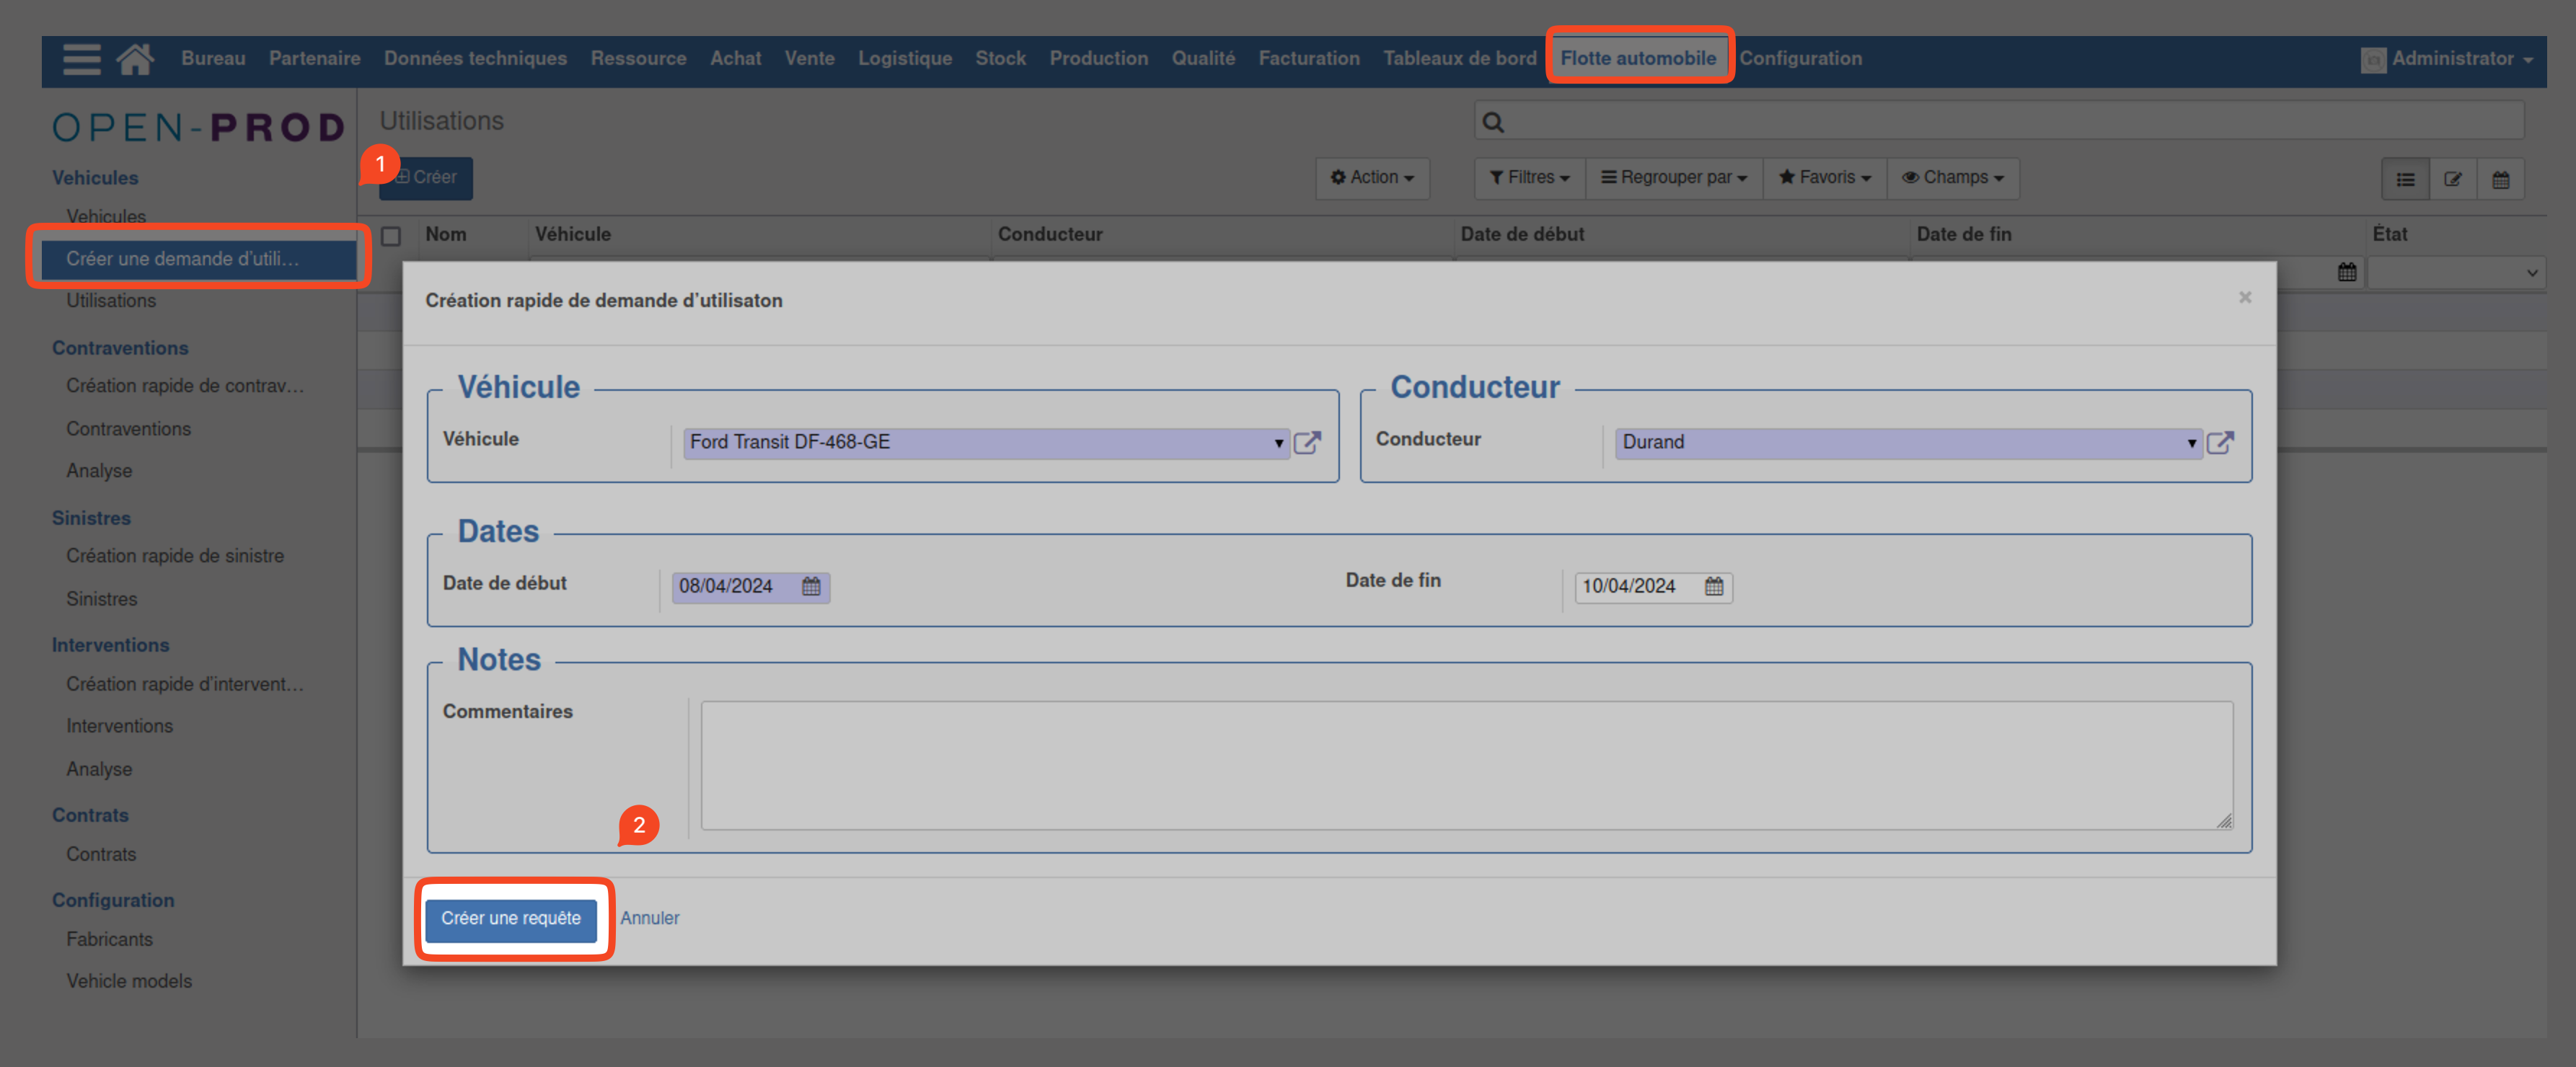 Bureau Partenaire Données techniques Ressource Achat Vente Logistique Stock Production Qualité Facturation Tableaux de bord Flotte automobile Configuration Administrator
OPEN-PROD
Utilisations
1
Créer
Action
Filtres
Regrouper par
Favoris
Champs
Vehicules
Vehicules
Créer une demande d'utili...
Utilisations
Contraventions
Création rapide de contrav...
Contraventions
Analyse
Sinistres
Création rapide de sinistre
Sinistres
Interventions
Création rapide d'intervent...
Interventions
Analyse
Contrats
Contrats
Configuration
Fabricants
Vehicle models
Nom Véhicule Conducteur Date de début Date de fin État
Création rapide de demande d'utilisaton
×
Véhicule
Véhicule Ford Transit DF-468-GE
Conducteur
Conducteur Durand
Dates
Date de début 08/04/2024
Date de fin 10/04/2024
Notes
Commentaires
2
Créer une requête
Annuler